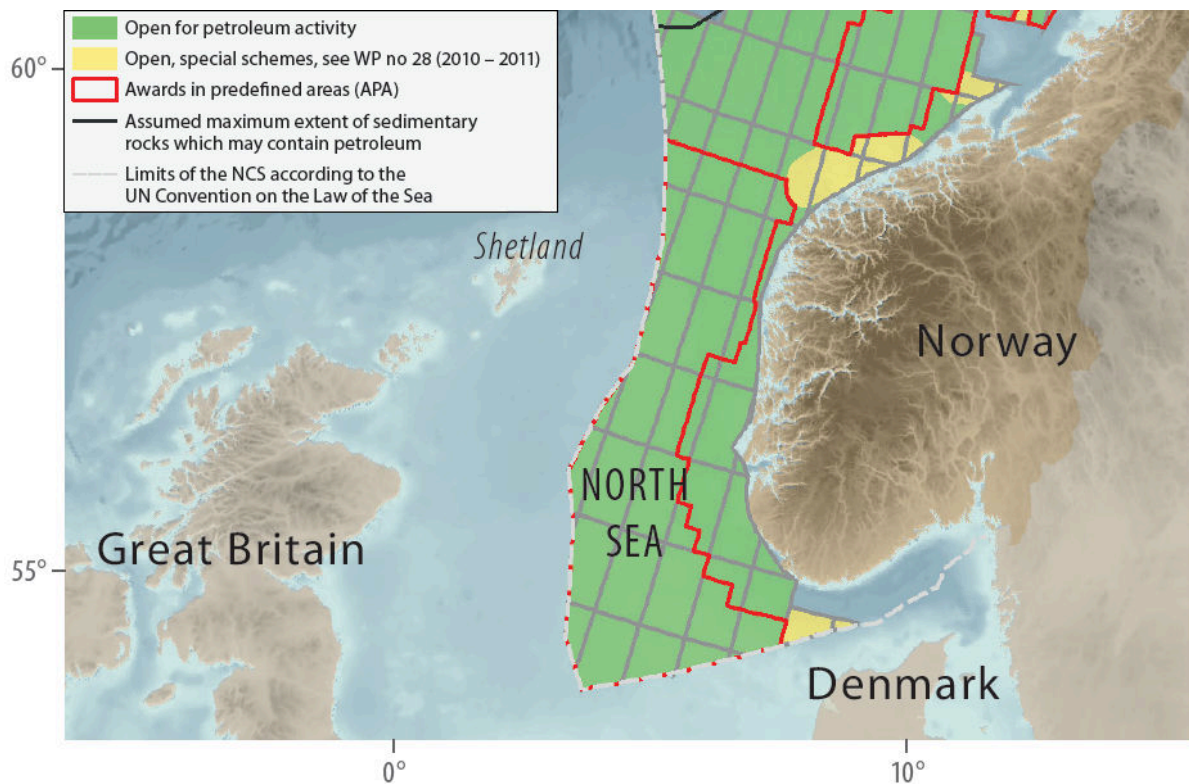 Open for petroleum activity
Open, special schemes, see WP no 28 (2010 – 2011)
Awards in predefined areas (APA)
Assumed maximum extent of sedimentary
rocks which may contain petroleum
Limits of the NCS according to the
UN Convention on the Law of the Sea
60°
Shetland
Norway
NORTH
SEA
Great Britain
55°
Denmark
0°
10°